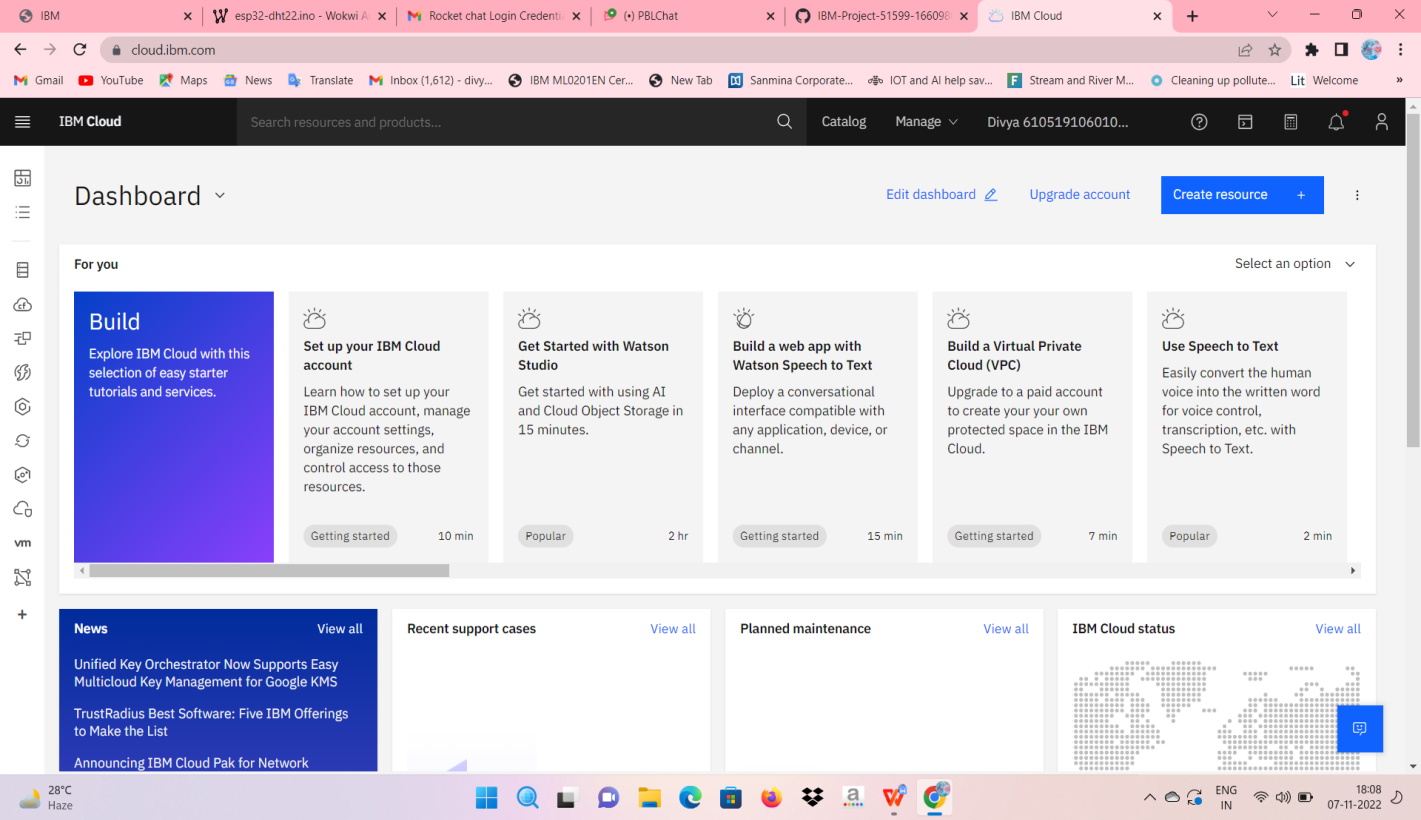 IBM
esp32-dht22.ino - Wokwi A
Rocket chat Login Credenti
(•) PBLChat
IBM-Project-51599-166098
IBM Cloud
cloud.ibm.com
Gmail
YouTube
Maps
News
Translate
Inbox (1,612) - divy...
IBM ML0201EN Cer...
New Tab
Sanmina Corporate...
IOT and AI help sav...
Stream and River M...
Cleaning up pollute...
Lit Welcome
»
IBM Cloud
Search resources and products...
Catalog
Manage
Divya 610519106010...
Dashboard
Edit dashboard
Upgrade account
Create resource +
For you
Select an option
Build
Explore IBM Cloud with this
selection of easy starter
tutorials and services.
Set up your IBM Cloud
account
Learn how to set up your
IBM Cloud account, manage
your account settings,
organize resources, and
control access to those
resources.
Getting started
10 min
Get Started with Watson
Studio
Get started with using AI
and Cloud Object Storage in
15 minutes.
Popular
2 hr
Build a web app with
Watson Speech to Text
Deploy a conversational
interface compatible with
any application, device, or
channel.
Getting started
15 min
Build a Virtual Private
Cloud (VPC)
Upgrade to a paid account
to create your your own
protected space in the IBM
Cloud.
Getting started
7 min
Use Speech to Text
Easily convert the human
voice into the written word
for voice control,
transcription, etc. with
Speech to Text.
Popular
2 min
vm
News
View all
Unified Key Orchestrator Now Supports Easy
Multicloud Key Management for Google KMS
TrustRadius Best Software: Five IBM Offerings
to Make the List
Announcing IBM Cloud Pak for Network
Recent support cases
View all
Planned maintenance
View all
IBM Cloud status
View all
28°C
Haze
ENG
IN
18:08
07-11-2022